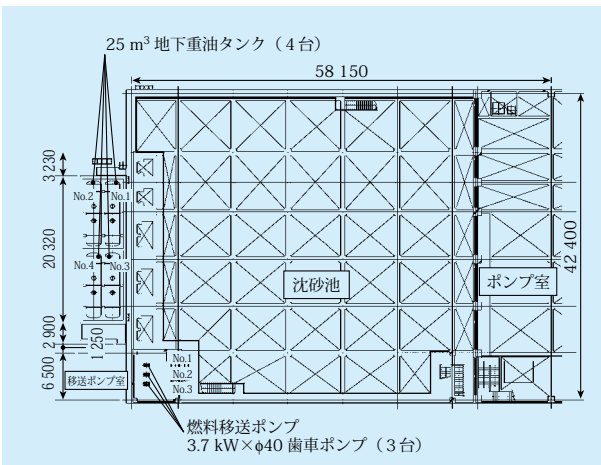 25 m³ 地下重油タンク（4台）
58 150
3 230
No.2 No.1
20 320
No.4 No.3
42 400
沈砂池
ポンプ室
2 900
1 250
6 500
移送ポンプ室
No.1
No.2
No.3
燃料移送ポンプ
3.7 kW×φ40 歯車ポンプ（3台）